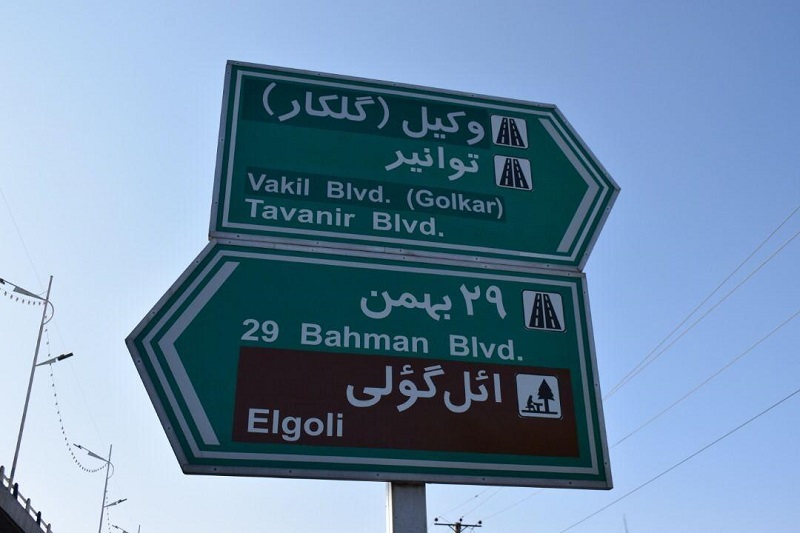 وکیل (گلکار)
توانیر
Vakil Blvd. (Golkar)
Tavanir Blvd.
۲۹ بهمن
29 Bahman Blvd.
ائل گؤلی
Elgoli